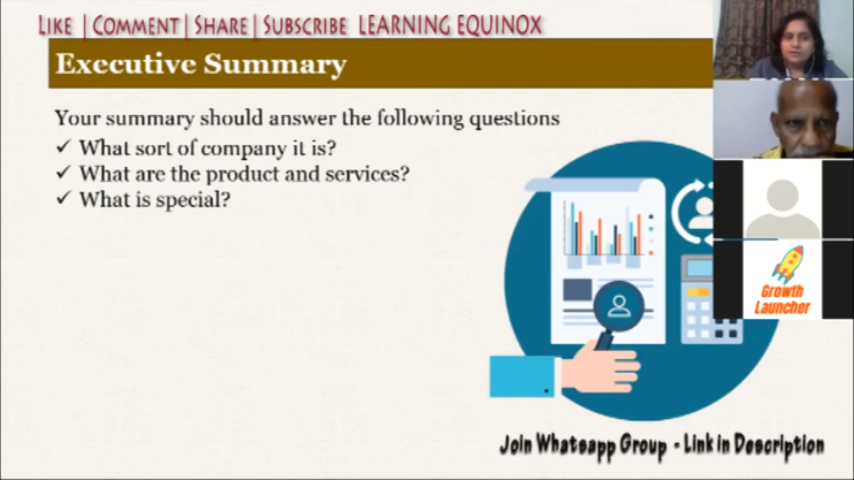 LIKE | COMMENT | SHARE | SUBSCRIBE LEARNING EQUINOX
Executive Summary
Your summary should answer the following questions
✓ What sort of company it is?
✓ What are the product and services?
✓ What is special?
Growth
Launcher
Join Whatsapp Group - Link in Description